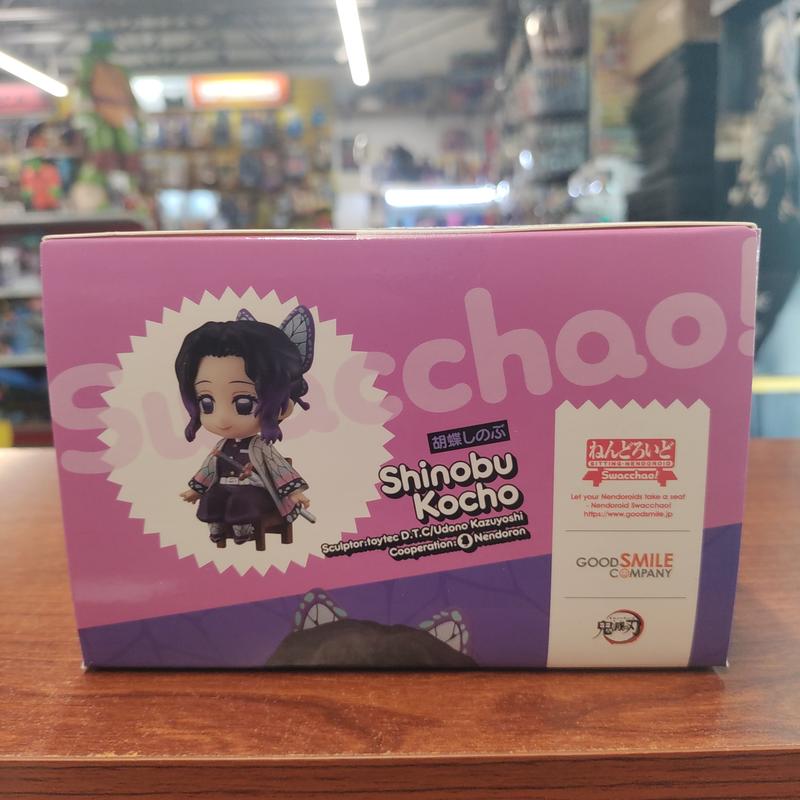 Swacchao!
胡蝶しのぶ
Shinobu
Kocho
Sculptor:toytec D.T.C/Udono Kazuyoshi
Cooperation: Nendoron
ねんどろいど
SITTING-NENDOROID
Swacchao!
Let your Nendoroids take a seat
- Nendoroid Swacchao!
https://www.goodsmile.jp
GOOD SMILE
COMPANY
鬼滅の刃